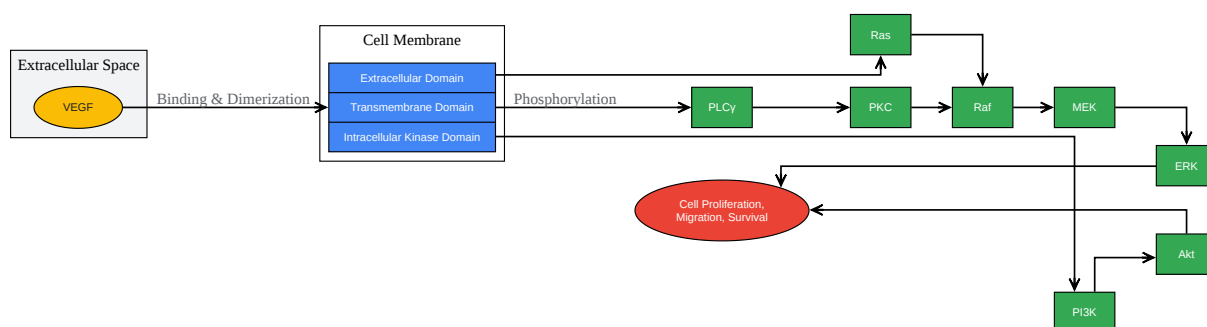 Extracellular Space
VEGF
Binding & Dimerization
Cell Membrane
Extracellular Domain
Transmembrane Domain
Intracellular Kinase Domain
Phosphorylation
Ras
PLCγ
PKC
Raf
MEK
ERK
Cell Proliferation,
Migration, Survival
Akt
PI3K